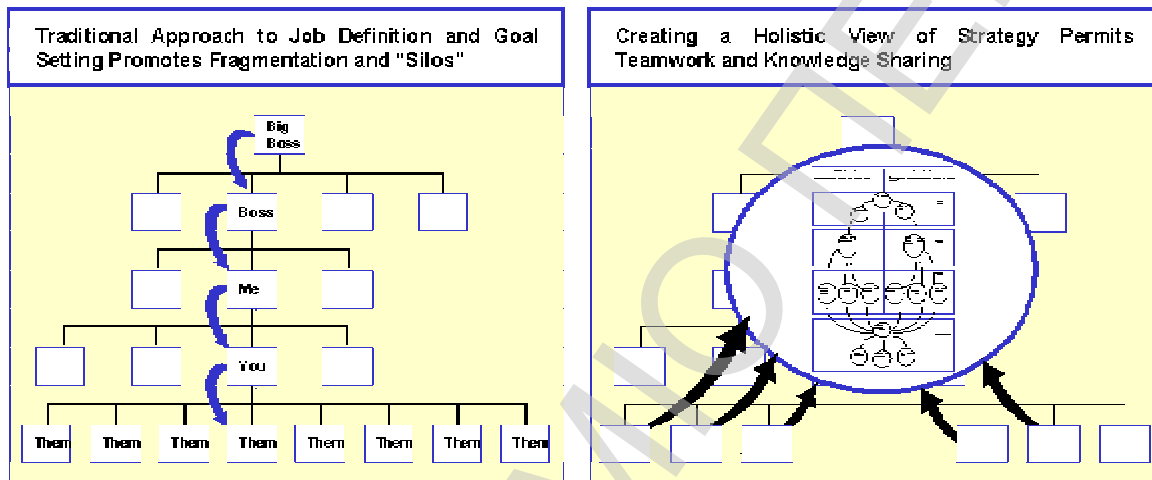 Traditional Approach to Job Definition and Goal
Setting Promotes Fragmentation and "Silos"
Big
Boss
Boss
Me
You
Them Them Them Them Them Them Them Them
Creating a Holistic View of Strategy Permits
Teamwork and Knowledge Sharing